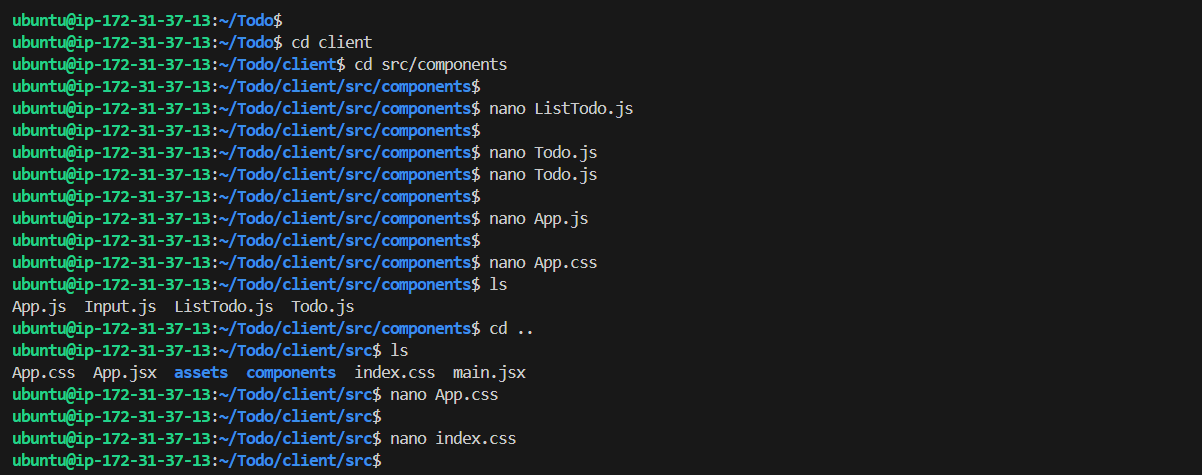 ubuntu@ip-172-31-37-13:~/Todo$
ubuntu@ip-172-31-37-13:~/Todo$ cd client
ubuntu@ip-172-31-37-13:~/Todo/client$ cd src/components
ubuntu@ip-172-31-37-13:~/Todo/client/src/components$
ubuntu@ip-172-31-37-13:~/Todo/client/src/components$ nano ListTodo.js
ubuntu@ip-172-31-37-13:~/Todo/client/src/components$
ubuntu@ip-172-31-37-13:~/Todo/client/src/components$ nano Todo.js
ubuntu@ip-172-31-37-13:~/Todo/client/src/components$ nano Todo.js
ubuntu@ip-172-31-37-13:~/Todo/client/src/components$
ubuntu@ip-172-31-37-13:~/Todo/client/src/components$ nano App.js
ubuntu@ip-172-31-37-13:~/Todo/client/src/components$
ubuntu@ip-172-31-37-13:~/Todo/client/src/components$ nano App.css
ubuntu@ip-172-31-37-13:~/Todo/client/src/components$ ls
App.js  Input.js  ListTodo.js  Todo.js
ubuntu@ip-172-31-37-13:~/Todo/client/src/components$ cd ..
ubuntu@ip-172-31-37-13:~/Todo/client/src$ ls
App.css  App.jsx  assets  components  index.css  main.jsx
ubuntu@ip-172-31-37-13:~/Todo/client/src$ nano App.css
ubuntu@ip-172-31-37-13:~/Todo/client/src$
ubuntu@ip-172-31-37-13:~/Todo/client/src$ nano index.css
ubuntu@ip-172-31-37-13:~/Todo/client/src$